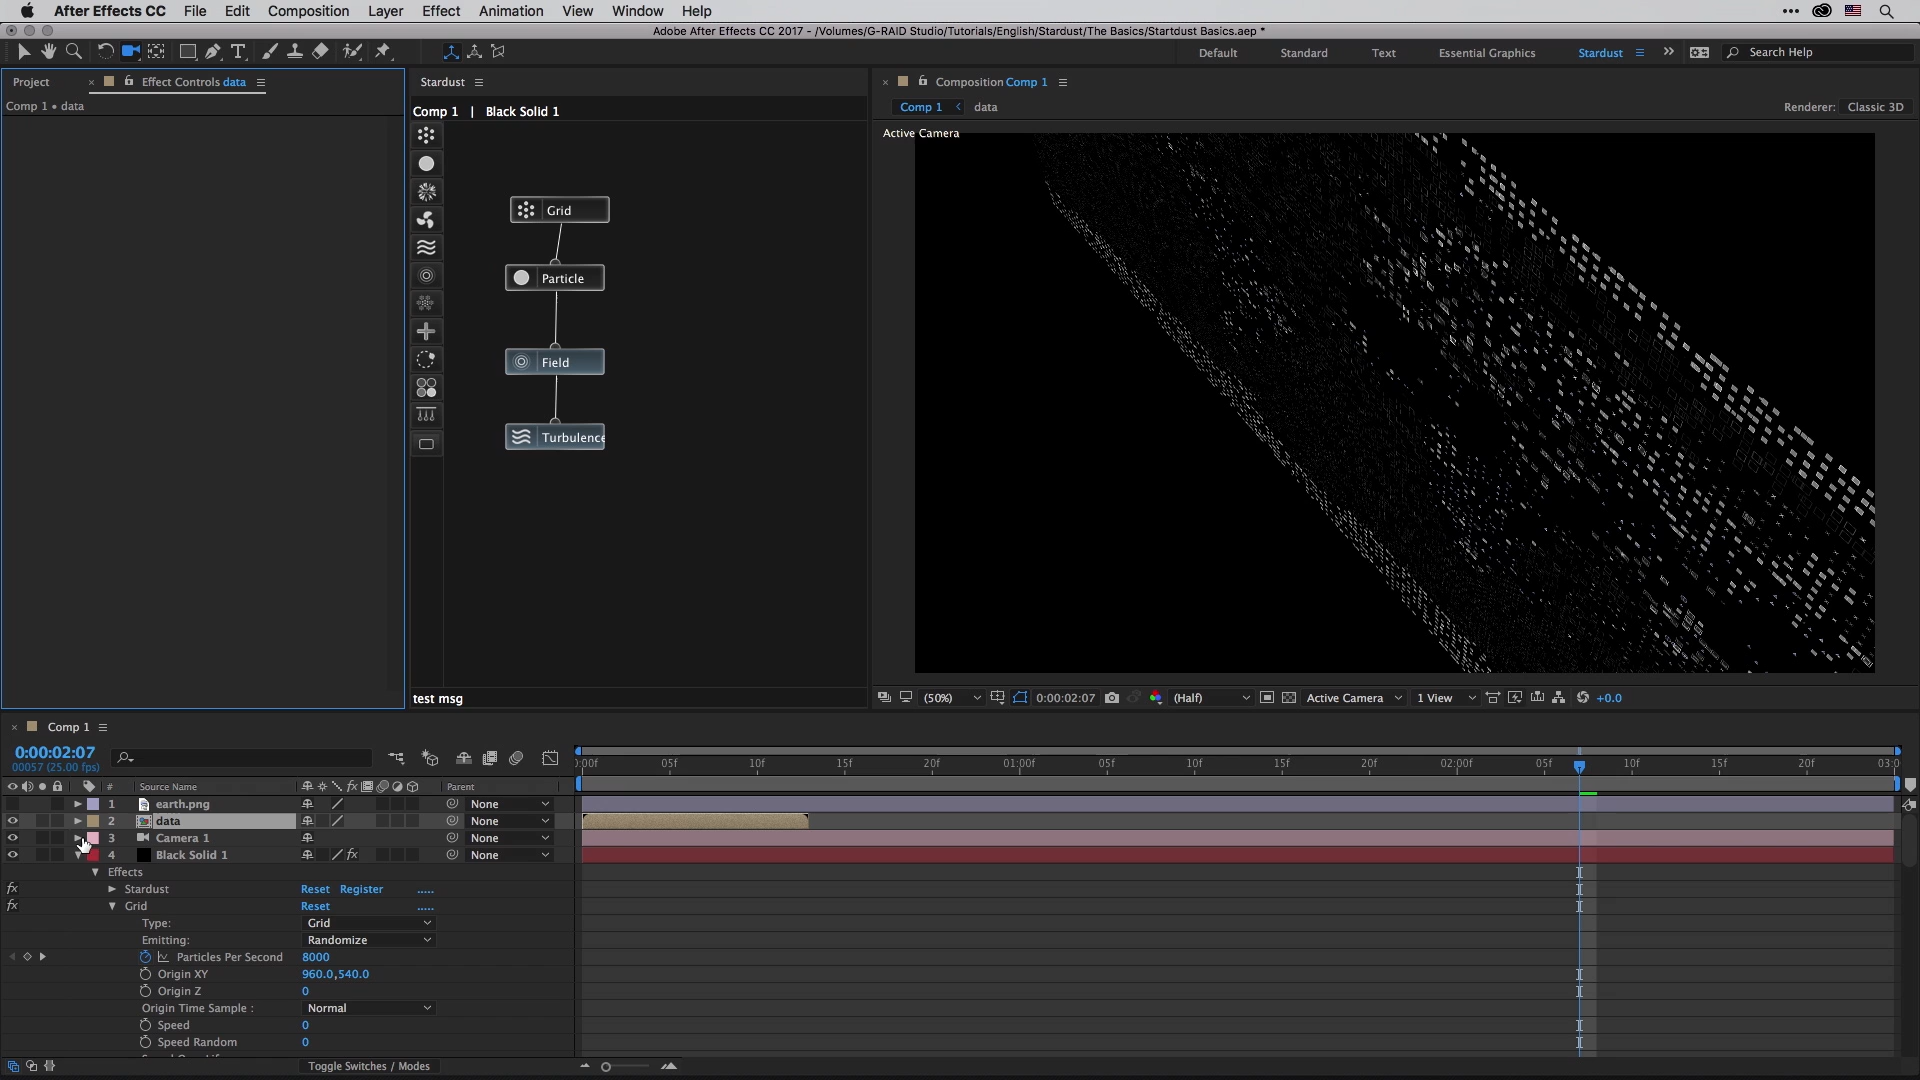 After Effects CC File Edit Composition Layer Effect Animation View Window Help
Adobe After Effects CC 2017 - /Volumes/G-RAID Studio/Tutorials/English/Stardust/The Basics/Startdust Basics.aep *
Default Standard Text Essential Graphics Stardust Search Help
Project Effect Controls data
Comp 1 • data
Stardust
Comp 1 | Black Solid 1
Grid
Particle
Field
Turbulence
test msg
Composition Comp 1
Comp 1 data
Renderer: Classic 3D
Active Camera
(50%) 0:00:02:07 (Half) Active Camera 1 View +0.0
Comp 1
0:00:02:07
00057 (25.00 fps)
):00f 05f 10f 15f 20f 01:00f 05f 10f 15f 20f 02:00f 05f 10f 15f 20f 03:0
# Source Name Parent
1 earth.png None
2 data None
3 Camera 1 None
4 Black Solid 1 None
Effects
Stardust Reset Register .....
Grid Reset .....
Type: Grid
Emitting: Randomize
Particles Per Second 8000
Origin XY 960.0,540.0
Origin Z 0
Origin Time Sample : Normal
Speed 0
Speed Random 0
Toggle Switches / Modes